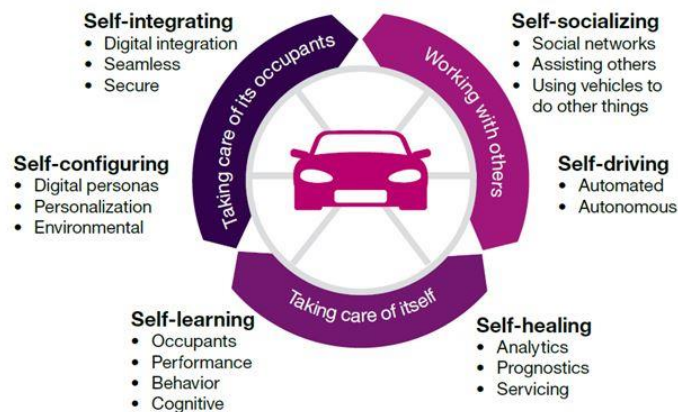 Self-integrating
• Digital integration
• Seamless
• Secure
Self-socializing
• Social networks
• Assisting others
• Using vehicles to
do other things
Taking care of its occupants
Working with others
Self-configuring
• Digital personas
• Personalization
• Environmental
Self-driving
• Automated
• Autonomous
Taking care of itself
Self-learning
• Occupants
• Performance
• Behavior
• Cognitive
Self-healing
• Analytics
• Prognostics
• Servicing